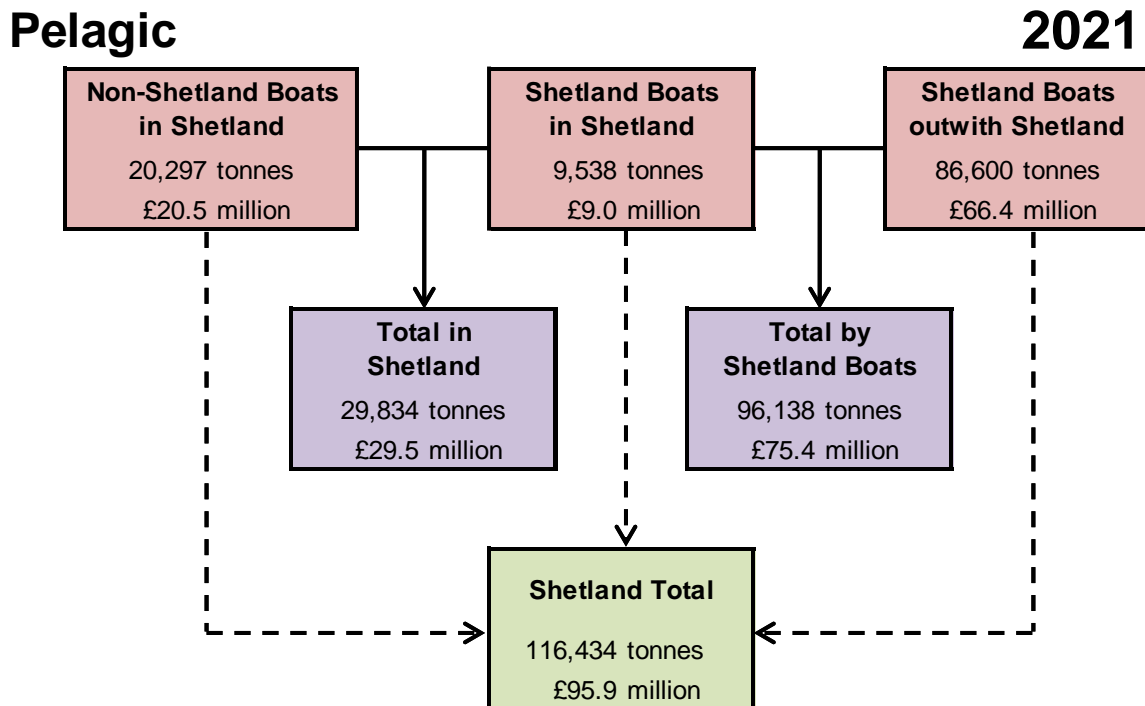 Pelagic
2021
Non-Shetland Boats
in Shetland
20,297 tonnes
£20.5 million
Shetland Boats
in Shetland
9,538 tonnes
£9.0 million
Shetland Boats
outwith Shetland
86,600 tonnes
£66.4 million
Total in
Shetland
29,834 tonnes
£29.5 million
Total by
Shetland Boats
96,138 tonnes
£75.4 million
Shetland Total
116,434 tonnes
£95.9 million